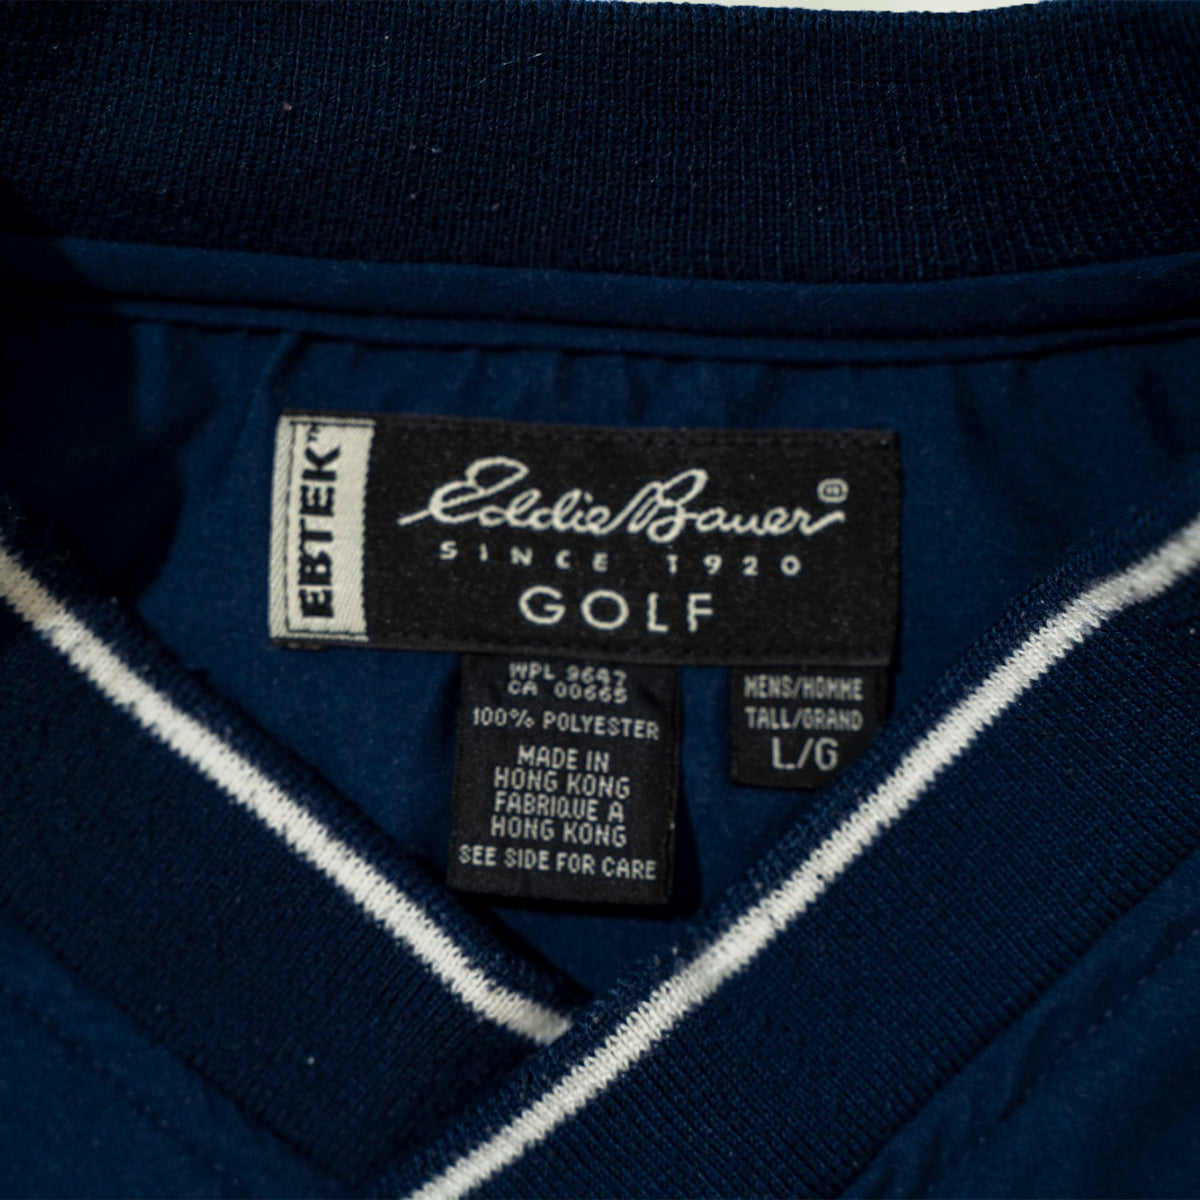 EBTEK™
Eddie Bauer®
SINCE 1920
GOLF
WPL 9647
CA 00665
100% POLYESTER
MADE IN
HONG KONG
FABRIQUE A
HONG KONG
SEE SIDE FOR CARE
MENS/HOMME
TALL/GRAND
L/G